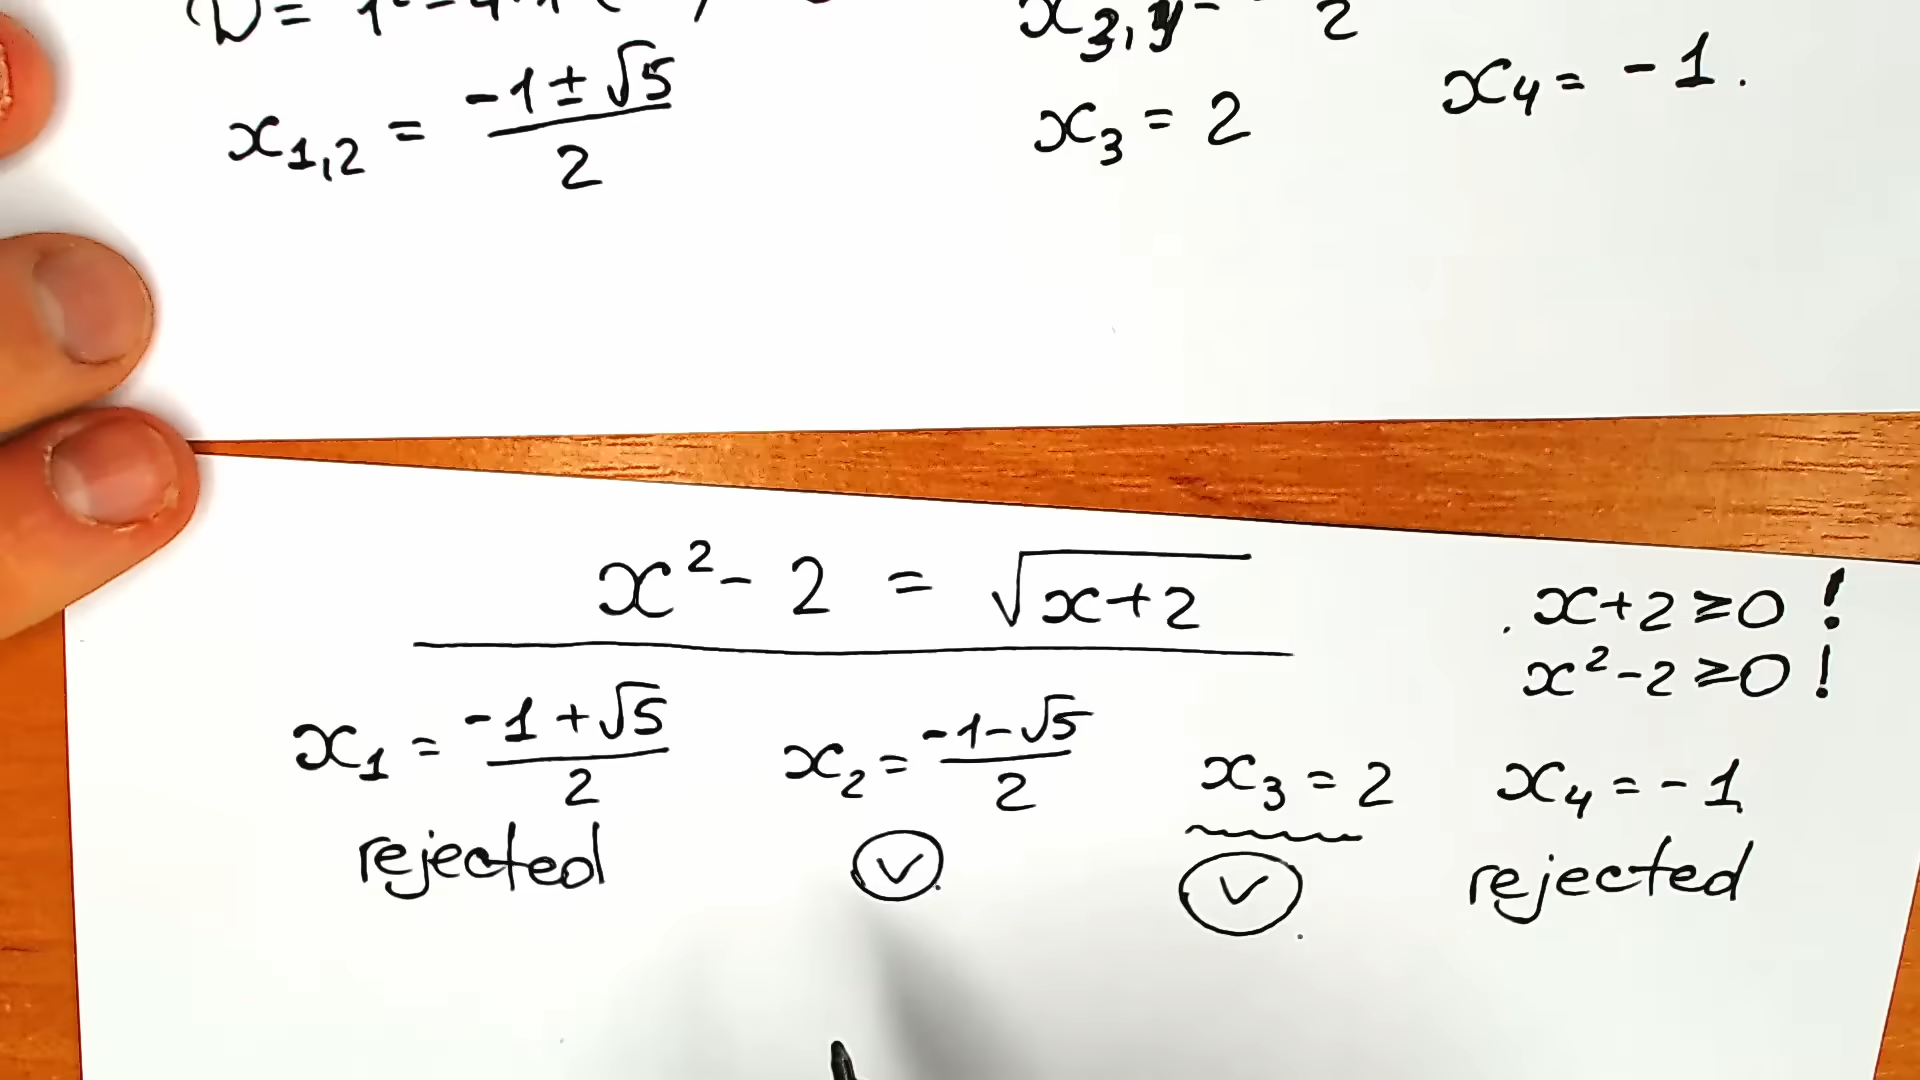 x₁,₂ = (-1 ± √5)/2
x₃ = 2
x₄ = -1.
x² - 2 = √(x+2)
x+2 ≥ 0 !
x² - 2 ≥ 0 !
x₁ = (-1 + √5)/2
x₂ = (-1 - √5)/2
x₃ = 2
x₄ = -1
rejected
rejected